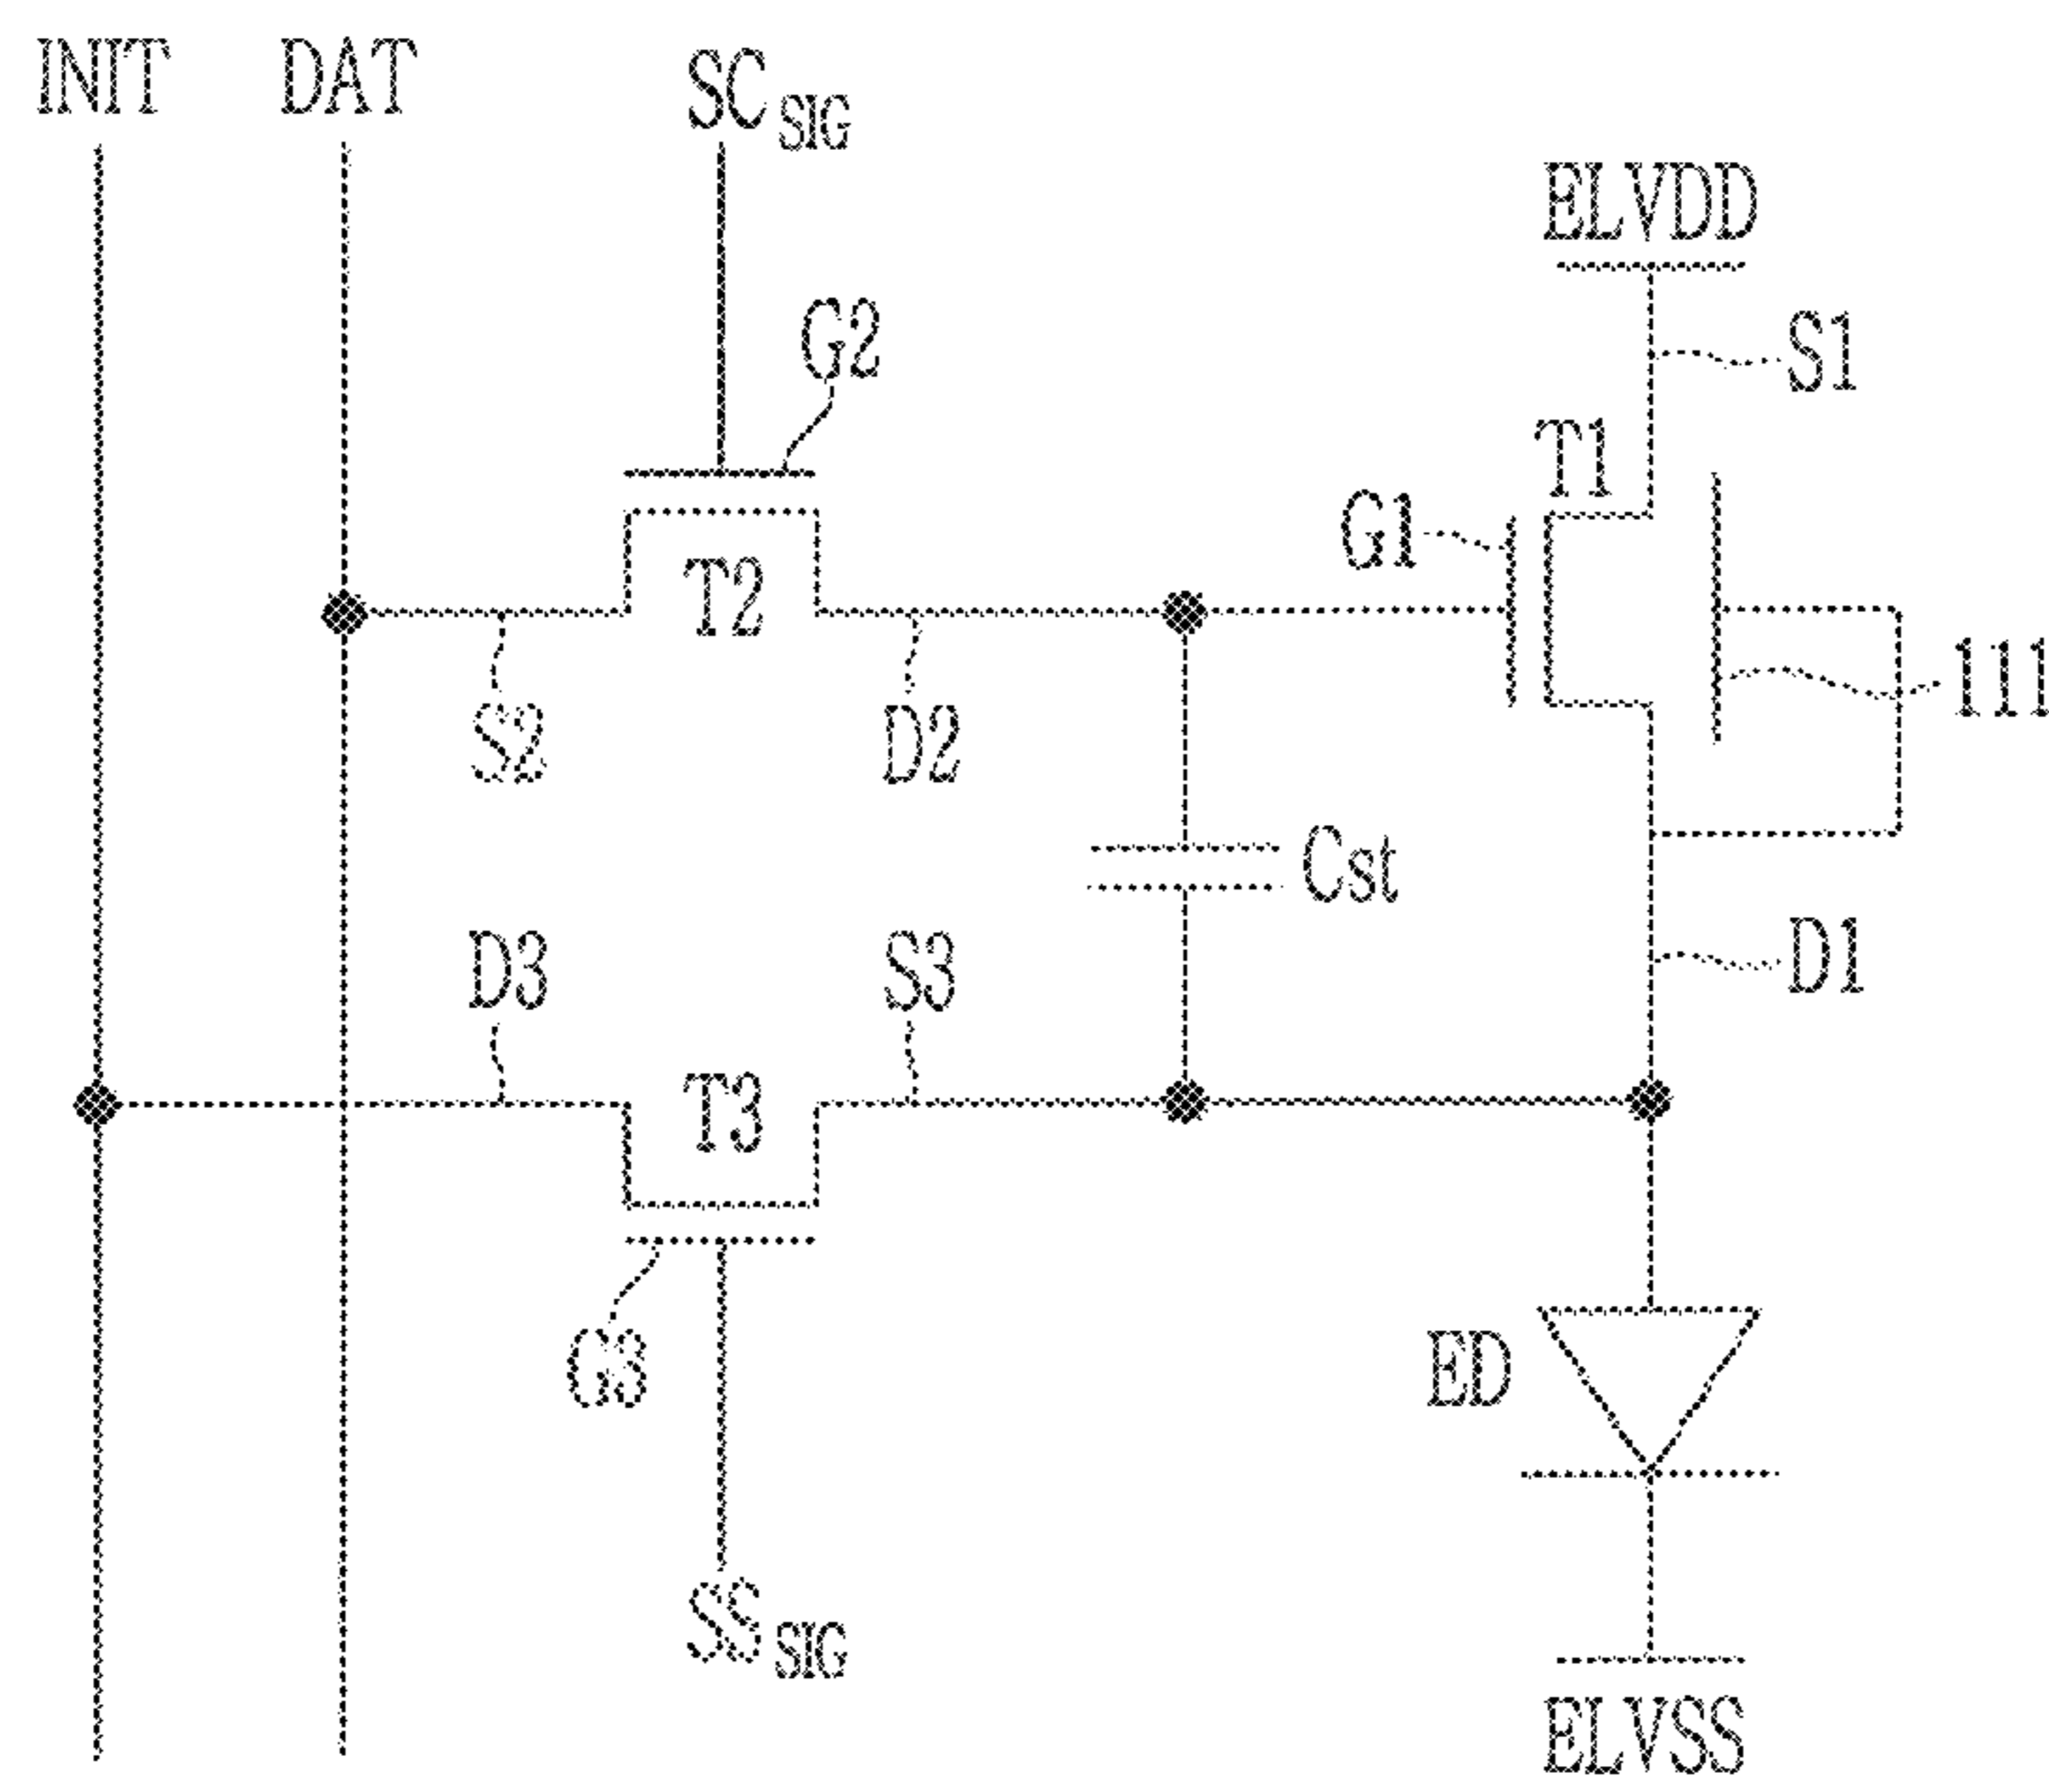 INIT
DAT
SC SIG
ELVDD
G2
S1
T1
G1
T2
111
S2
D2
Cst
D3
S3
D1
T3
ED
G3
SS SIG
ELVSS